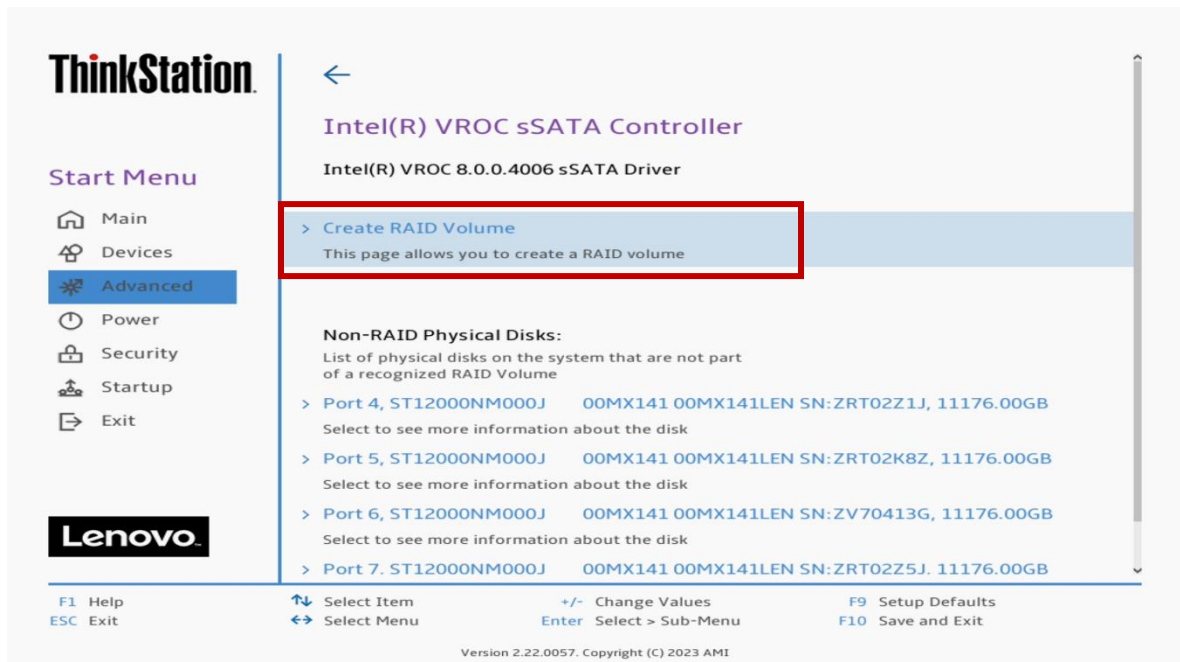 ThinkStation
Start Menu
Main
Devices
Advanced
Power
Security
Startup
Exit
Lenovo
Intel(R) VROC sSATA Controller
Intel(R) VROC 8.0.0.4006 sSATA Driver
> Create RAID Volume
This page allows you to create a RAID volume
Non-RAID Physical Disks:
List of physical disks on the system that are not part
of a recognized RAID Volume
> Port 4, ST12000NM000J 00MX141 00MX141LEN SN:ZRT02Z1J, 11176.00GB
Select to see more information about the disk
> Port 5, ST12000NM000J 00MX141 00MX141LEN SN:ZRT02K8Z, 11176.00GB
Select to see more information about the disk
> Port 6, ST12000NM000J 00MX141 00MX141LEN SN:ZV70413G, 11176.00GB
Select to see more information about the disk
> Port 7. ST12000NM000J 00MX141 00MX141LEN SN:ZRT02Z5J. 11176.00GB
F1 Help ↑↓ Select Item +/- Change Values F9 Setup Defaults
ESC Exit ↔ Select Menu Enter Select > Sub-Menu F10 Save and Exit
Version 2.22.0057. Copyright (C) 2023 AMI